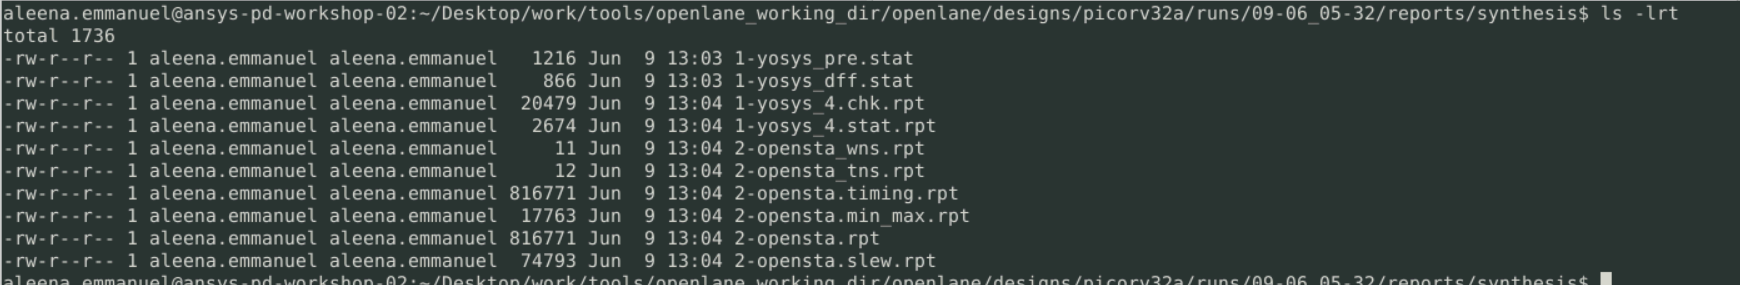 aleena.emmanuel@ansys-pd-workshop-02:~/Desktop/work/tools/openlane_working_dir/openlane/designs/picorv32a/runs/09-06_05-32/reports/synthesis$ ls -lrt
total 1736
-rw-r--r-- 1 aleena.emmanuel aleena.emmanuel   1216 Jun  9 13:03 1-yosys_pre.stat
-rw-r--r-- 1 aleena.emmanuel aleena.emmanuel    866 Jun  9 13:03 1-yosys_dff.stat
-rw-r--r-- 1 aleena.emmanuel aleena.emmanuel  20479 Jun  9 13:04 1-yosys_4.chk.rpt
-rw-r--r-- 1 aleena.emmanuel aleena.emmanuel   2674 Jun  9 13:04 1-yosys_4.stat.rpt
-rw-r--r-- 1 aleena.emmanuel aleena.emmanuel     11 Jun  9 13:04 2-opensta_wns.rpt
-rw-r--r-- 1 aleena.emmanuel aleena.emmanuel     12 Jun  9 13:04 2-opensta_tns.rpt
-rw-r--r-- 1 aleena.emmanuel aleena.emmanuel 816771 Jun  9 13:04 2-opensta.timing.rpt
-rw-r--r-- 1 aleena.emmanuel aleena.emmanuel  17763 Jun  9 13:04 2-opensta.min_max.rpt
-rw-r--r-- 1 aleena.emmanuel aleena.emmanuel 816771 Jun  9 13:04 2-opensta.rpt
-rw-r--r-- 1 aleena.emmanuel aleena.emmanuel  74793 Jun  9 13:04 2-opensta.slew.rpt
aleena.emmanuel@ansys-pd-workshop-02:~/Desktop/work/tools/openlane_working_dir/openlane/designs/picorv32a/runs/09-06_05-32/reports/synthesis$